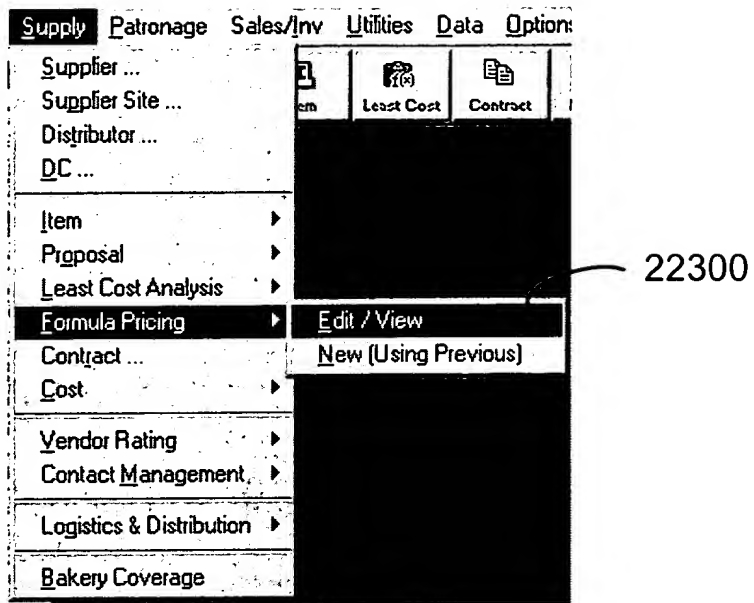 Supply Patronage Sales/Inv Utilities Data Option
Supplier ...
Supplier Site ...
Distributor ...
DC ...
Least Cost Contract
Item
Proposal
Least Cost Analysis
Formula Pricing
Contract ...
Cost
Vendor Rating
Contact Management
Logistics & Distribution
Bakery Coverage
Edit / View
New (Using Previous)
22300